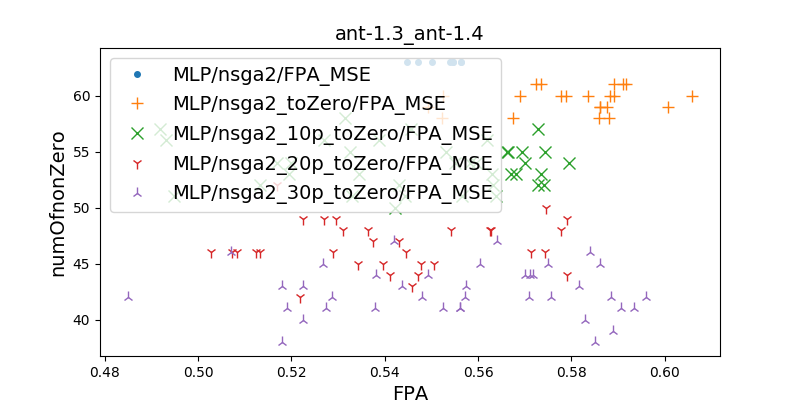 ant-1.3_ant-1.4
MLP/nsga2/FPA_MSE
MLP/nsga2_toZero/FPA_MSE
MLP/nsga2_10p_toZero/FPA_MSE
MLP/nsga2_20p_toZero/FPA_MSE
MLP/nsga2_30p_toZero/FPA_MSE
numOfnonZero
60
55
50
45
40
0.48 0.50 0.52 0.54 0.56 0.58 0.60
FPA